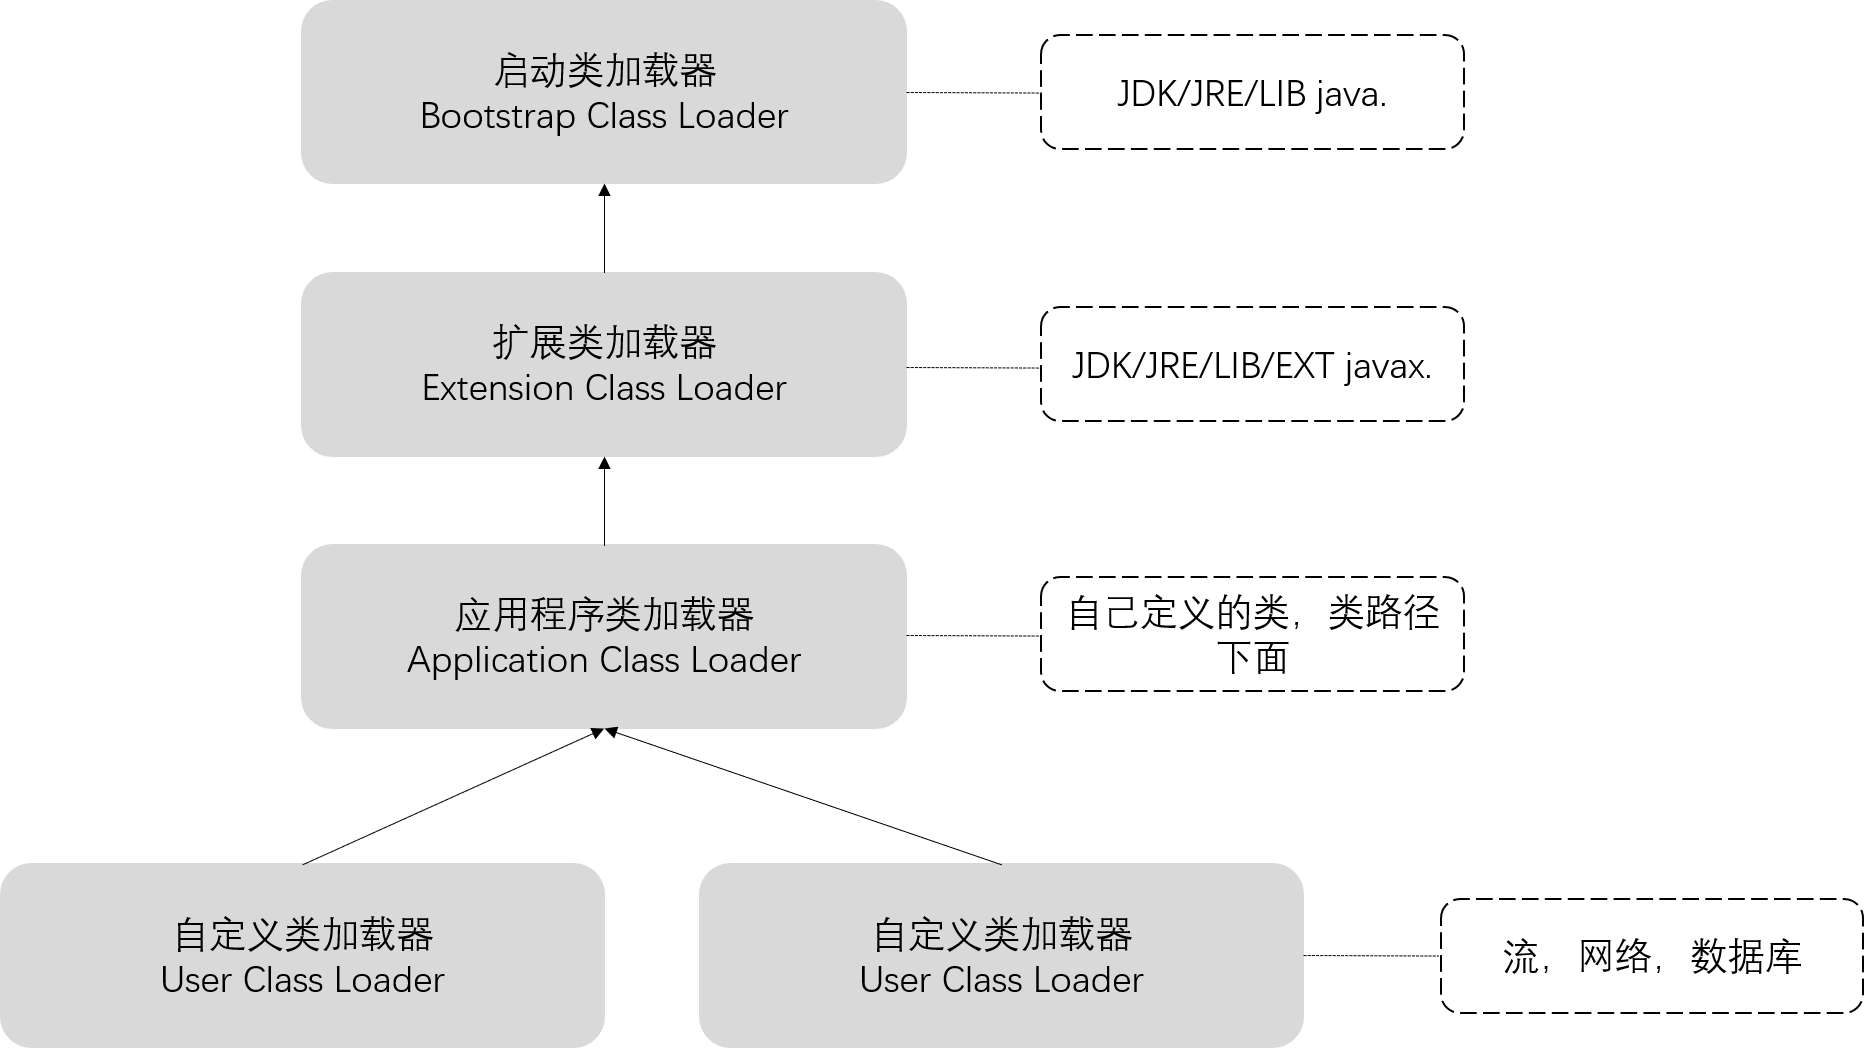 启动类加载器
Bootstrap Class Loader
JDK/JRE/LIB java.
扩展类加载器
Extension Class Loader
JDK/JRE/LIB/EXT javax.
应用程序类加载器
Application Class Loader
自己定义的类，类路径
下面
自定义类加载器
User Class Loader
自定义类加载器
User Class Loader
流，网络，数据库